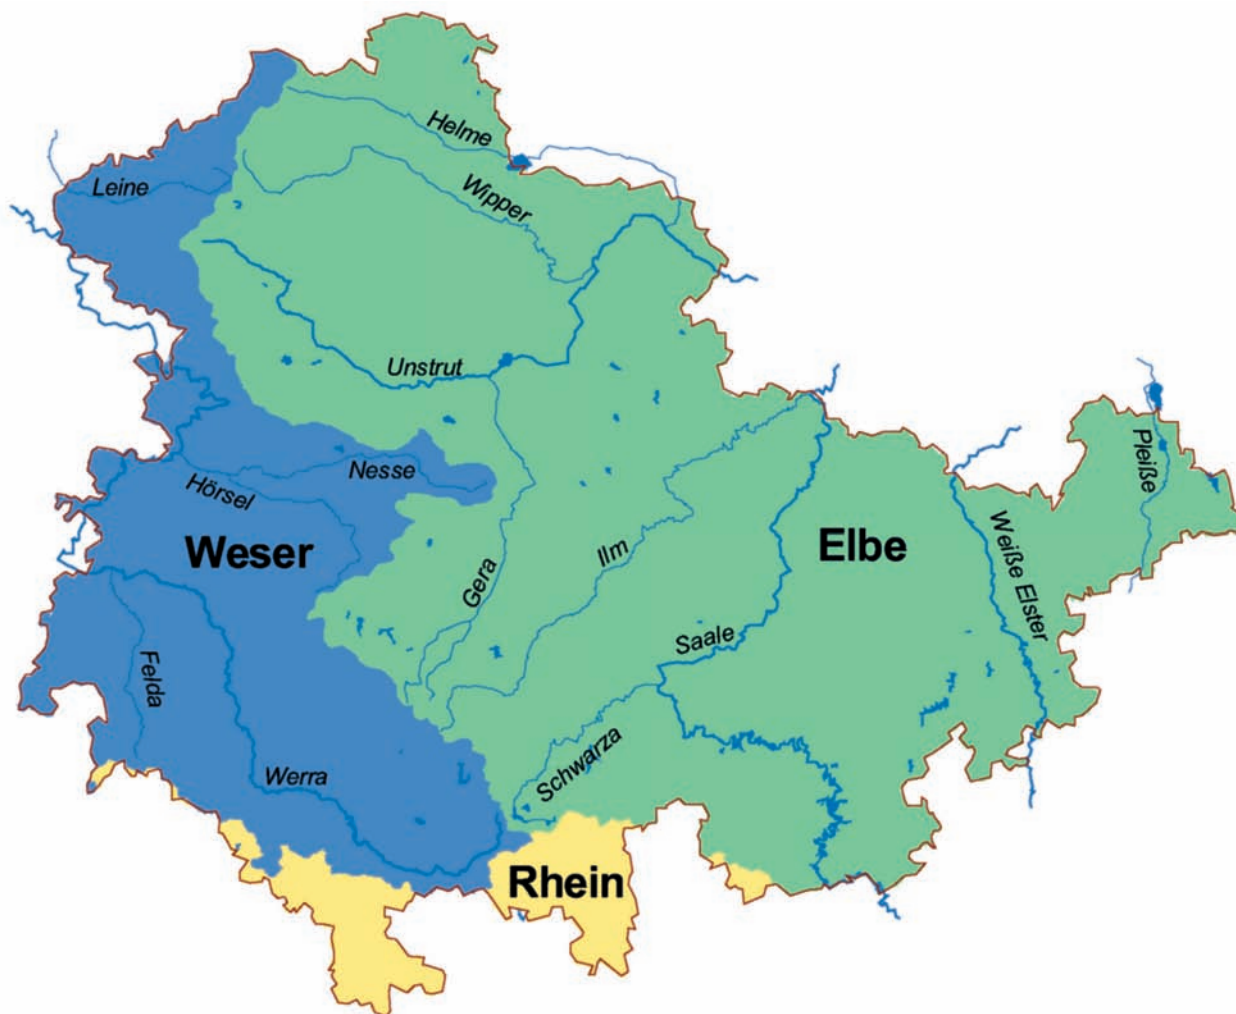 Helme
Leine
Wipper
Unstrut
Nesse
Pleiße
Hörsel
Weser
Elbe
Ilm
Weiße Elster
Gera
Saale
Felda
Schwarza
Werra
Rhein